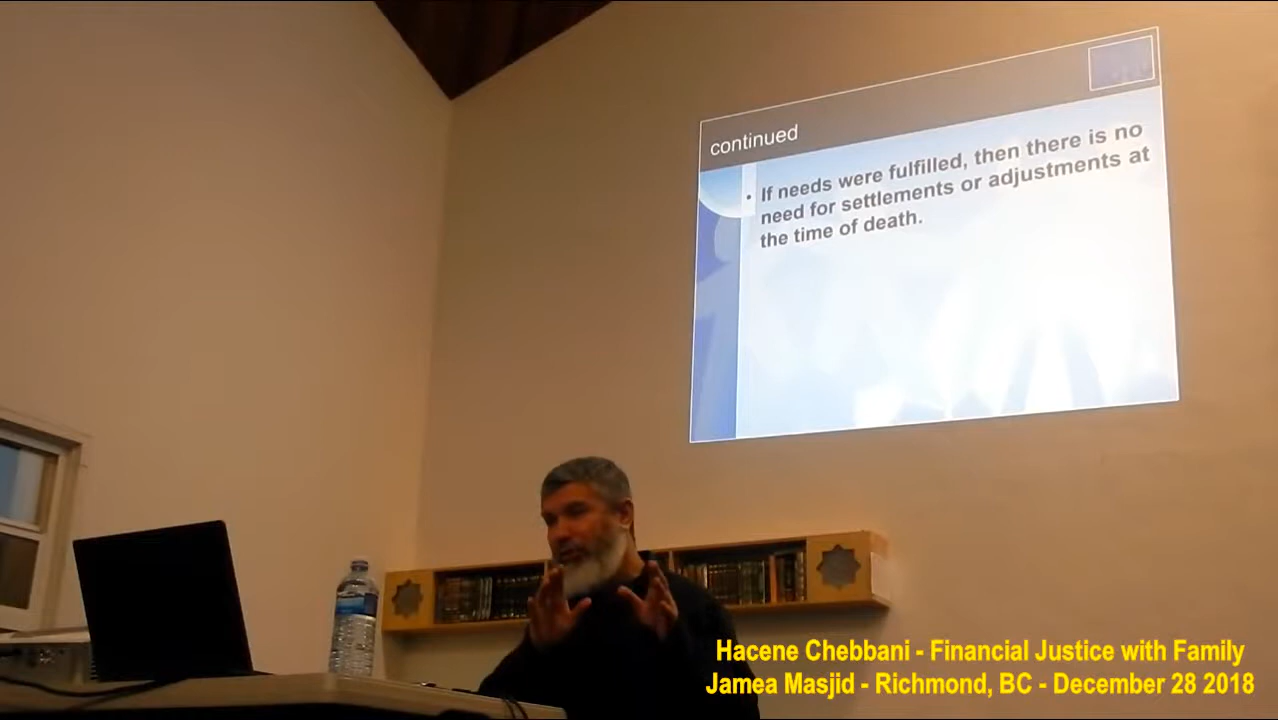 continued
• If needs were fulfilled, then there is no
need for settlements or adjustments at
the time of death.
Hacene Chebbani - Financial Justice with Family
Jamea Masjid - Richmond, BC - December 28 2018